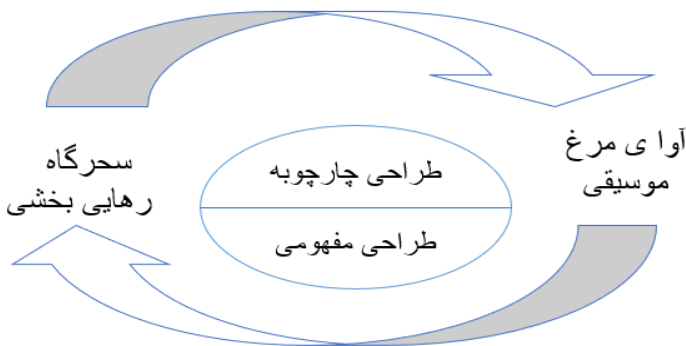 آوا ی مرغ
موسیقی
طراحی چارچوبه
طراحی مفهومی
سحرگاه
رهایی بخشی